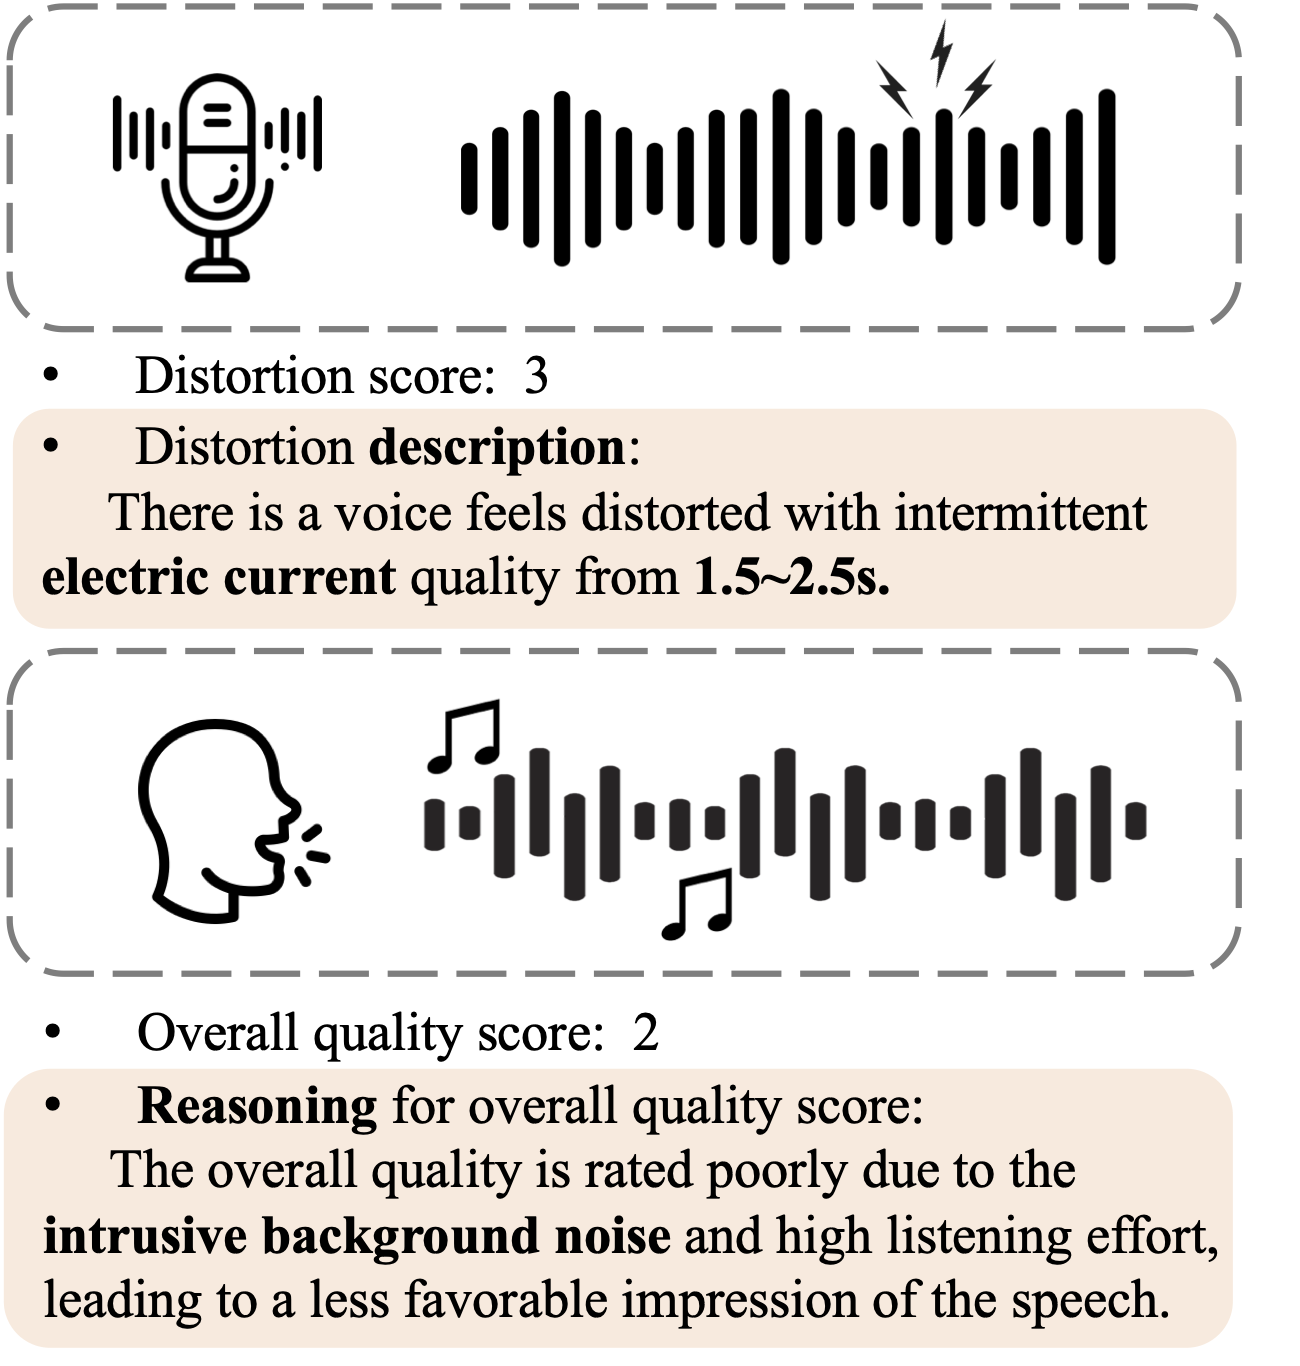 • Distortion score: 3
• Distortion description:
There is a voice feels distorted with intermittent
electric current quality from 1.5~2.5s.
• Overall quality score: 2
• Reasoning for overall quality score:
The overall quality is rated poorly due to the
intrusive background noise and high listening effort,
leading to a less favorable impression of the speech.